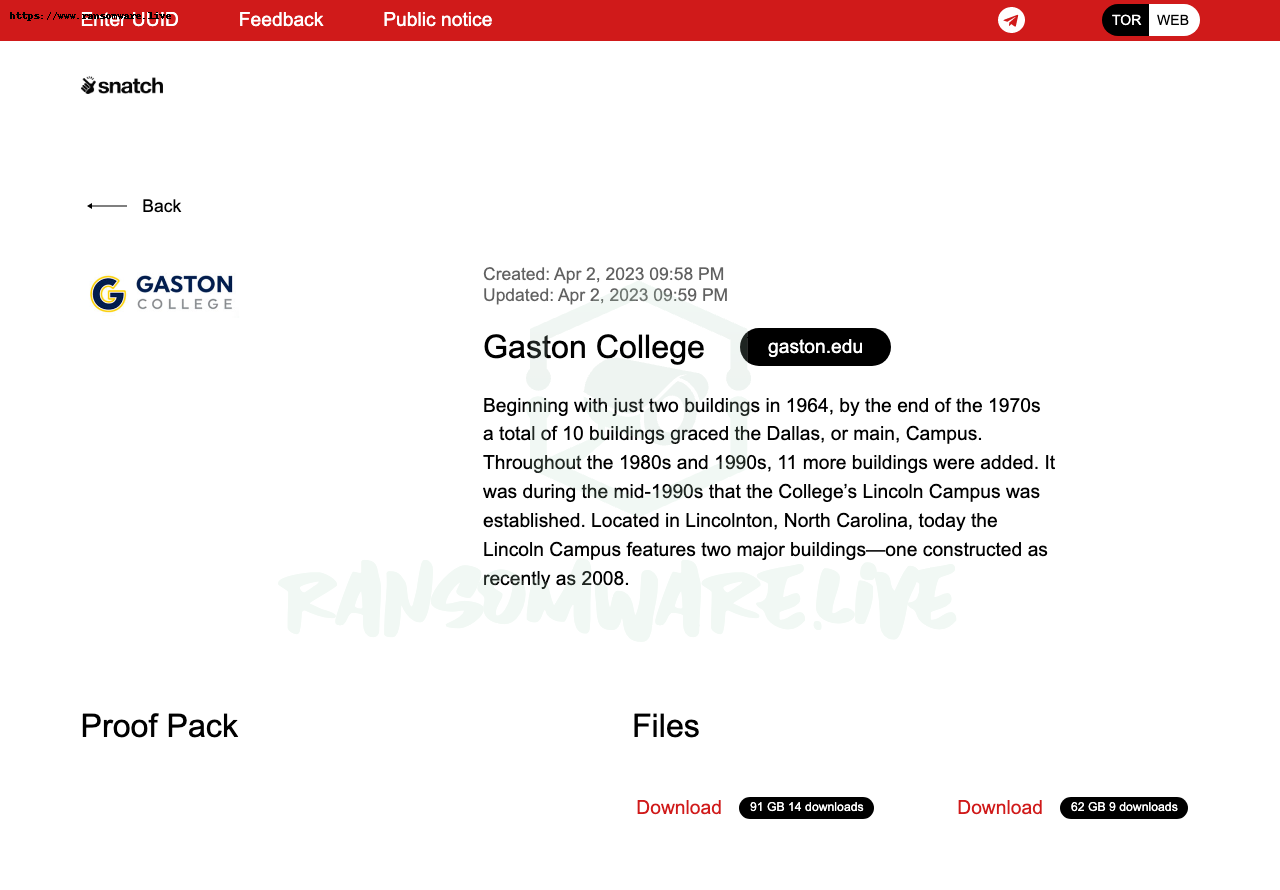 https://www.ransomware.live
Enter UUID Feedback Public notice TOR WEB
snatch
Back
GASTON
COLLEGE
Created: Apr 2, 2023 09:58 PM
Updated: Apr 2, 2023 09:59 PM
Gaston College gaston.edu
Beginning with just two buildings in 1964, by the end of the 1970s
a total of 10 buildings graced the Dallas, or main, Campus.
Throughout the 1980s and 1990s, 11 more buildings were added. It
was during the mid-1990s that the College’s Lincoln Campus was
established. Located in Lincolnton, North Carolina, today the
Lincoln Campus features two major buildings—one constructed as
recently as 2008.
RANSOMWARE.LIVE
Proof Pack Files
Download 91 GB 14 downloads Download 62 GB 9 downloads